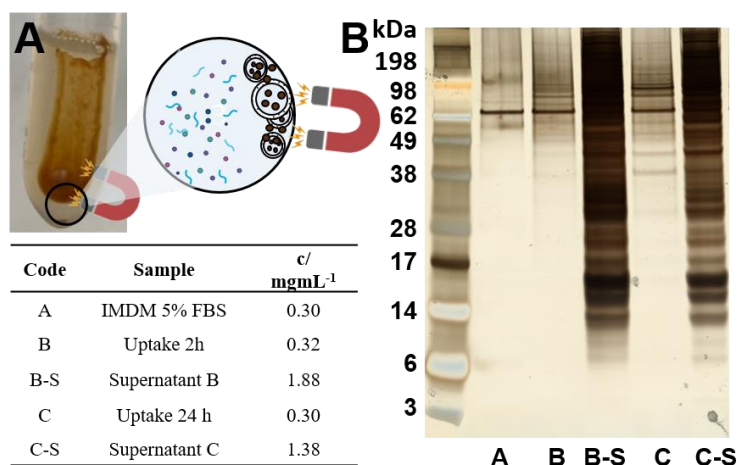 A
Code Sample c/ mgmL-1
A IMDM 5% FBS 0.30
B Uptake 2h 0.32
B-S Supernatant B 1.88
C Uptake 24 h 0.30
C-S Supernatant C 1.38
B kDa
198
98
62
49
38
28
17
14
6
3
A B B-S C C-S